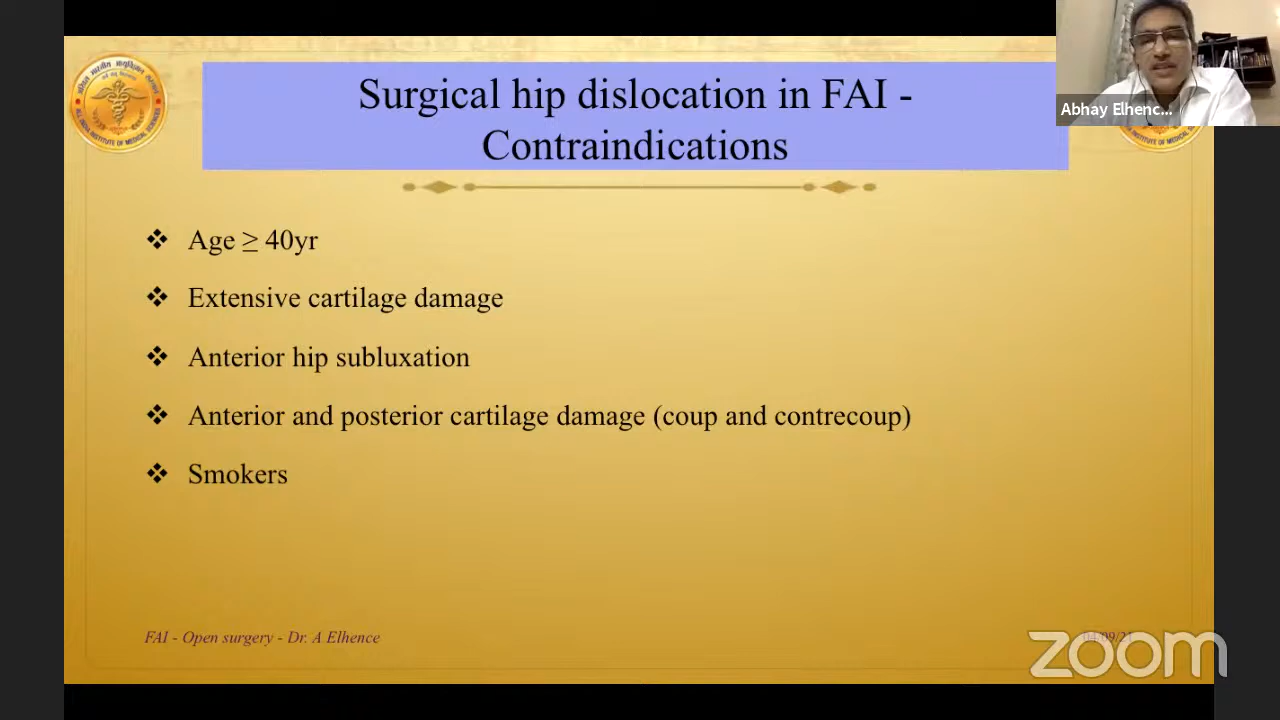 Surgical hip dislocation in FAI -
Contraindications
Abhay Elhenc...
❖ Age ≥ 40yr
❖ Extensive cartilage damage
❖ Anterior hip subluxation
❖ Anterior and posterior cartilage damage (coup and contrecoup)
❖ Smokers
FAI - Open surgery - Dr. A Elhence
zoom